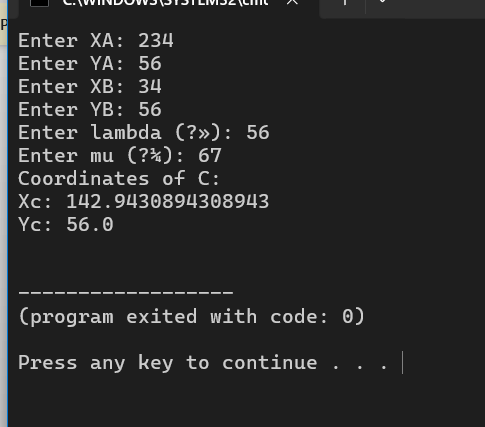 C:\WINDOWS\SYSTEM32\cmd
P
Enter XA: 234
Enter YA: 56
Enter XB: 34
Enter YB: 56
Enter lambda (?»): 56
Enter mu (?¼): 67
Coordinates of C:
Xc: 142.9430894308943
Yc: 56.0
------------------
(program exited with code: 0)
Press any key to continue . . .